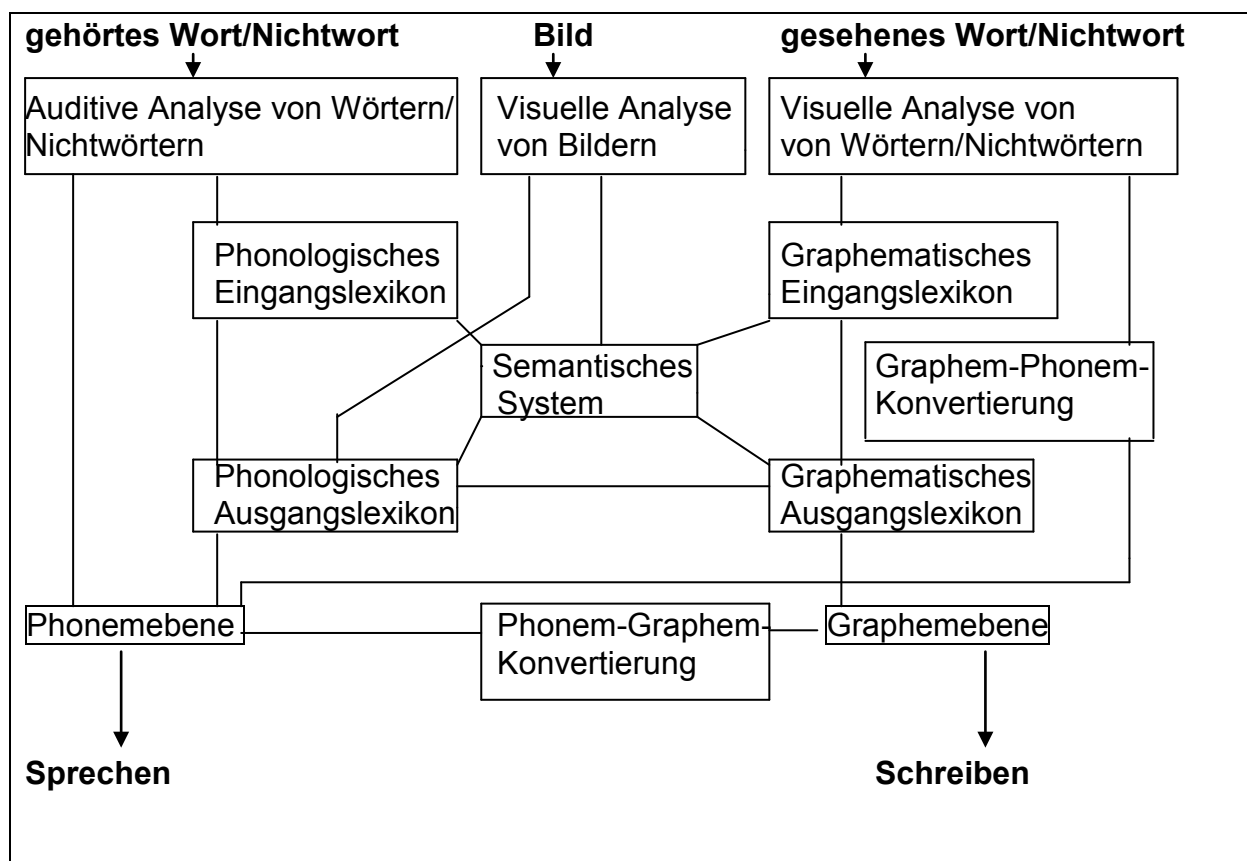 gehörtes Wort/Nichtwort
Bild
gesehenes Wort/Nichtwort
Auditive Analyse von Wörtern/
Nichtwörtern
Visuelle Analyse
von Bildern
Visuelle Analyse von
von Wörtern/Nichtwörtern
Phonologisches
Eingangslexikon
Graphematisches
Eingangslexikon
Semantisches
System
Graphem-Phonem-
Konvertierung
Phonologisches
Ausgangslexikon
Graphematisches
Ausgangslexikon
Phonemebene
Phonem-Graphem-
Konvertierung
Graphemebene
Sprechen
Schreiben